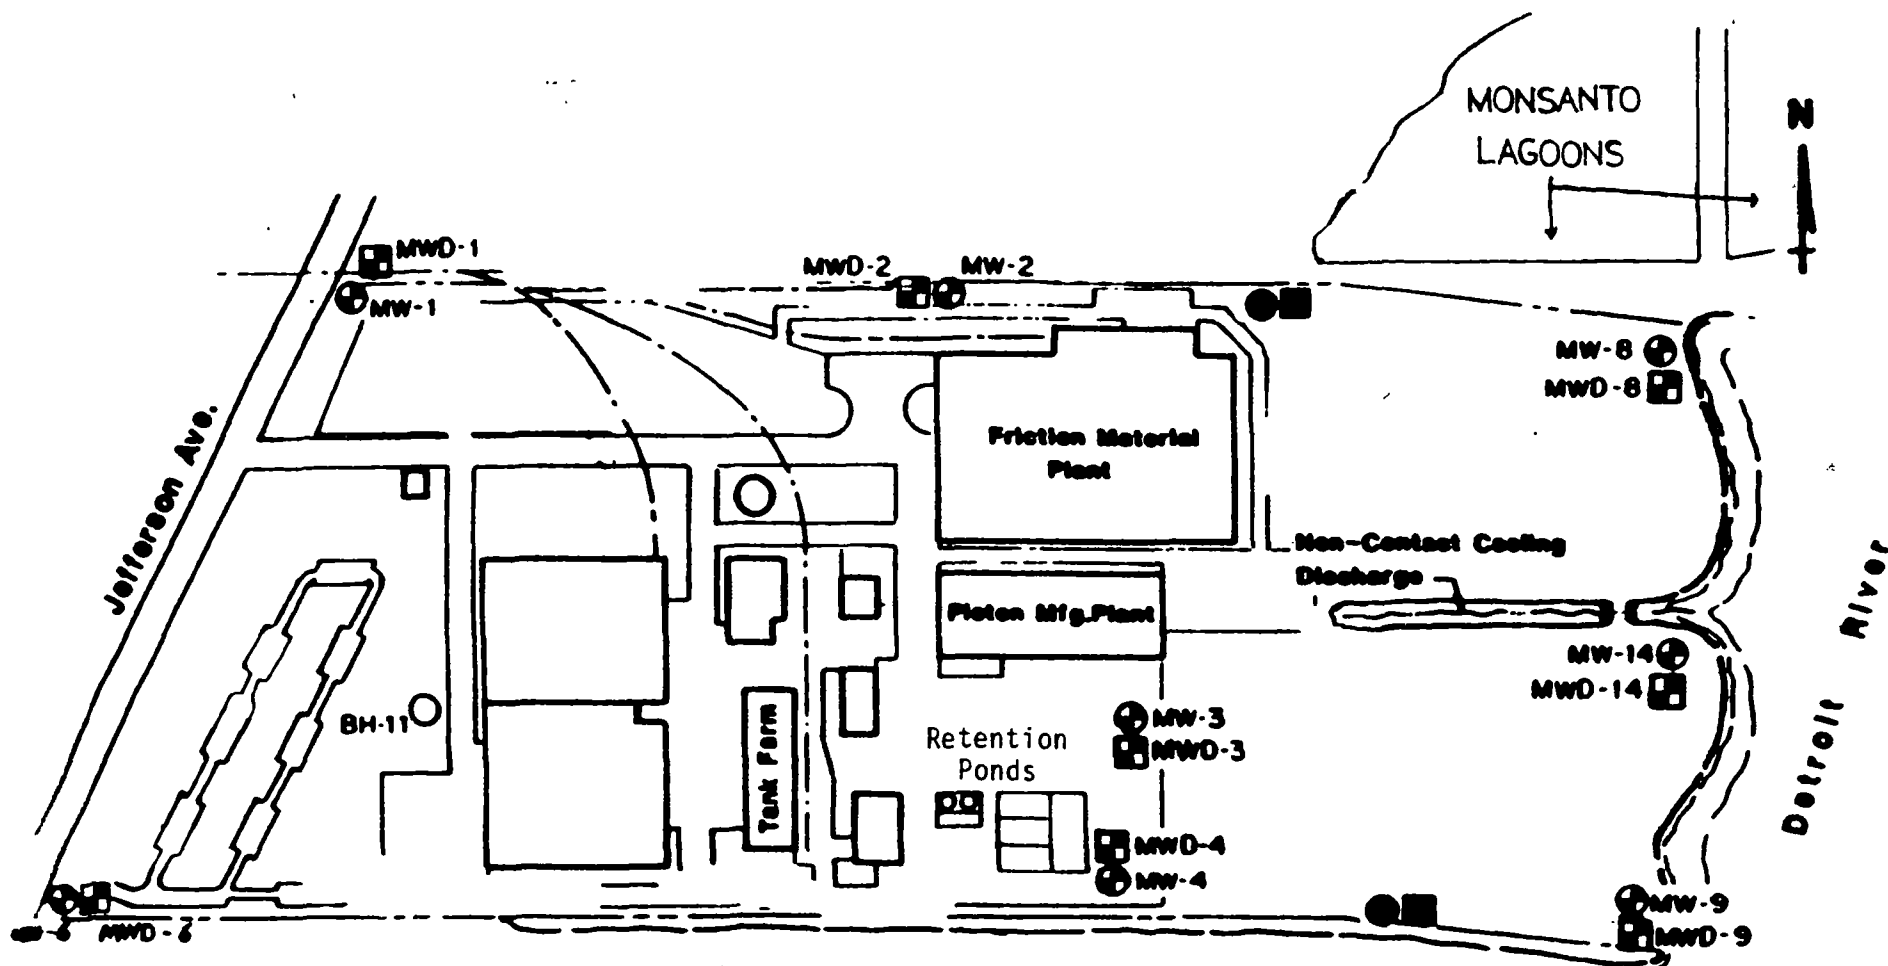 MONSANTO
LAGOONS
N
MWD-1
MW-1
MWD-2
MW-2
MW-8
MWD-8
Jefferson Ave.
Friction Material
Plant
Non-Contact Cooling
Discharge
Piston Mfg. Plant
Detroit River
MW-14
MWD-14
BH-11
Tank Farm
Retention
Ponds
MW-3
MWD-3
MWD-4
MW-4
MW-9
MWD-9
MWD-6